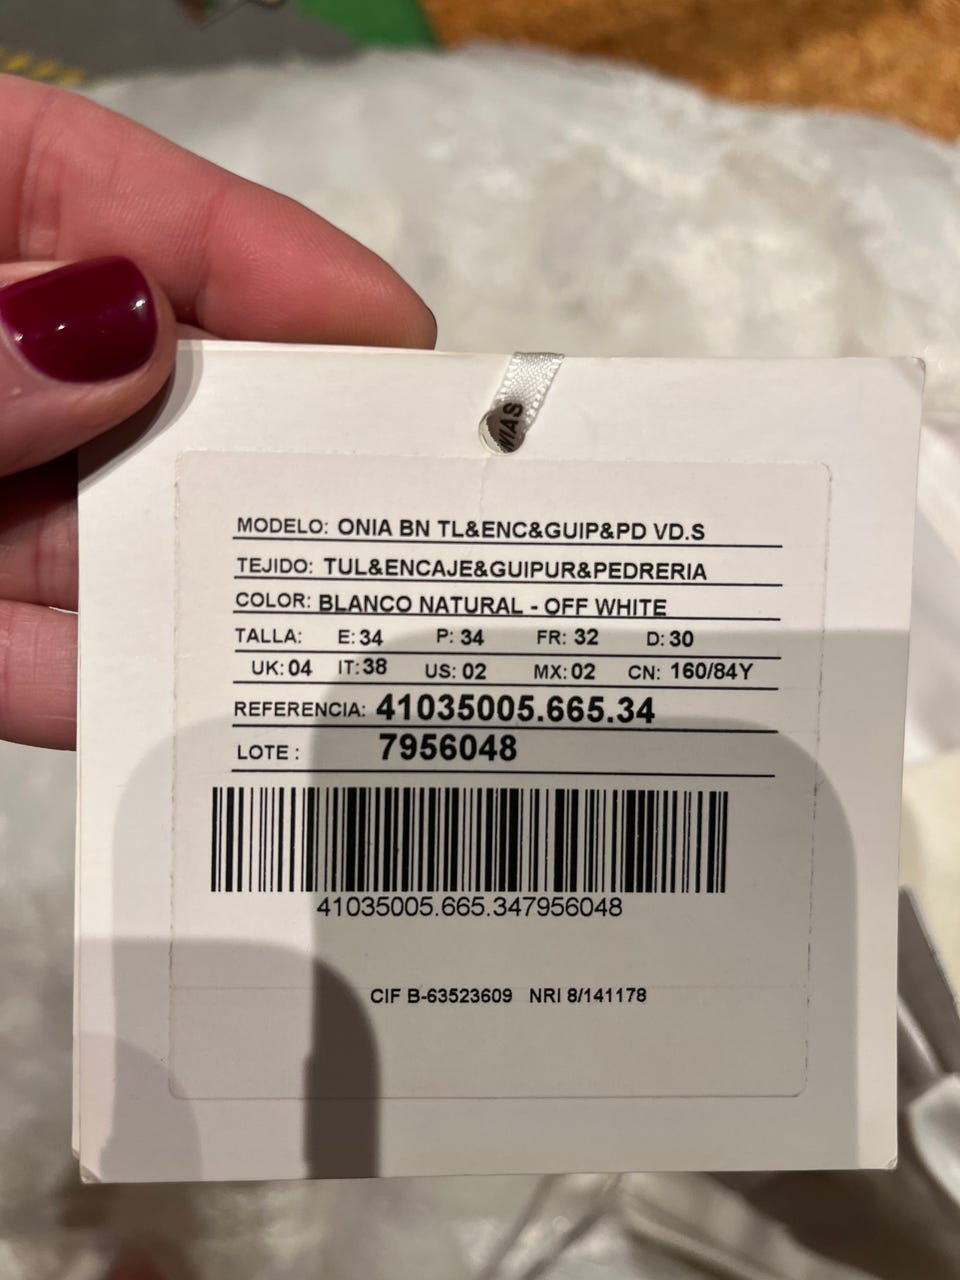 NIAS
MODELO: ONIA BN TL&ENC&GUIP&PD VD.S
TEJIDO: TUL&ENCAJE&GUIPUR&PEDRERIA
COLOR: BLANCO NATURAL - OFF WHITE
TALLA: E: 34 P: 34 FR: 32 D: 30
UK: 04 IT: 38 US: 02 MX: 02 CN: 160/84Y
REFERENCIA: 41035005.665.34
LOTE : 7956048
41035005.665.347956048
CIF B-63523609 NRI 8/141178